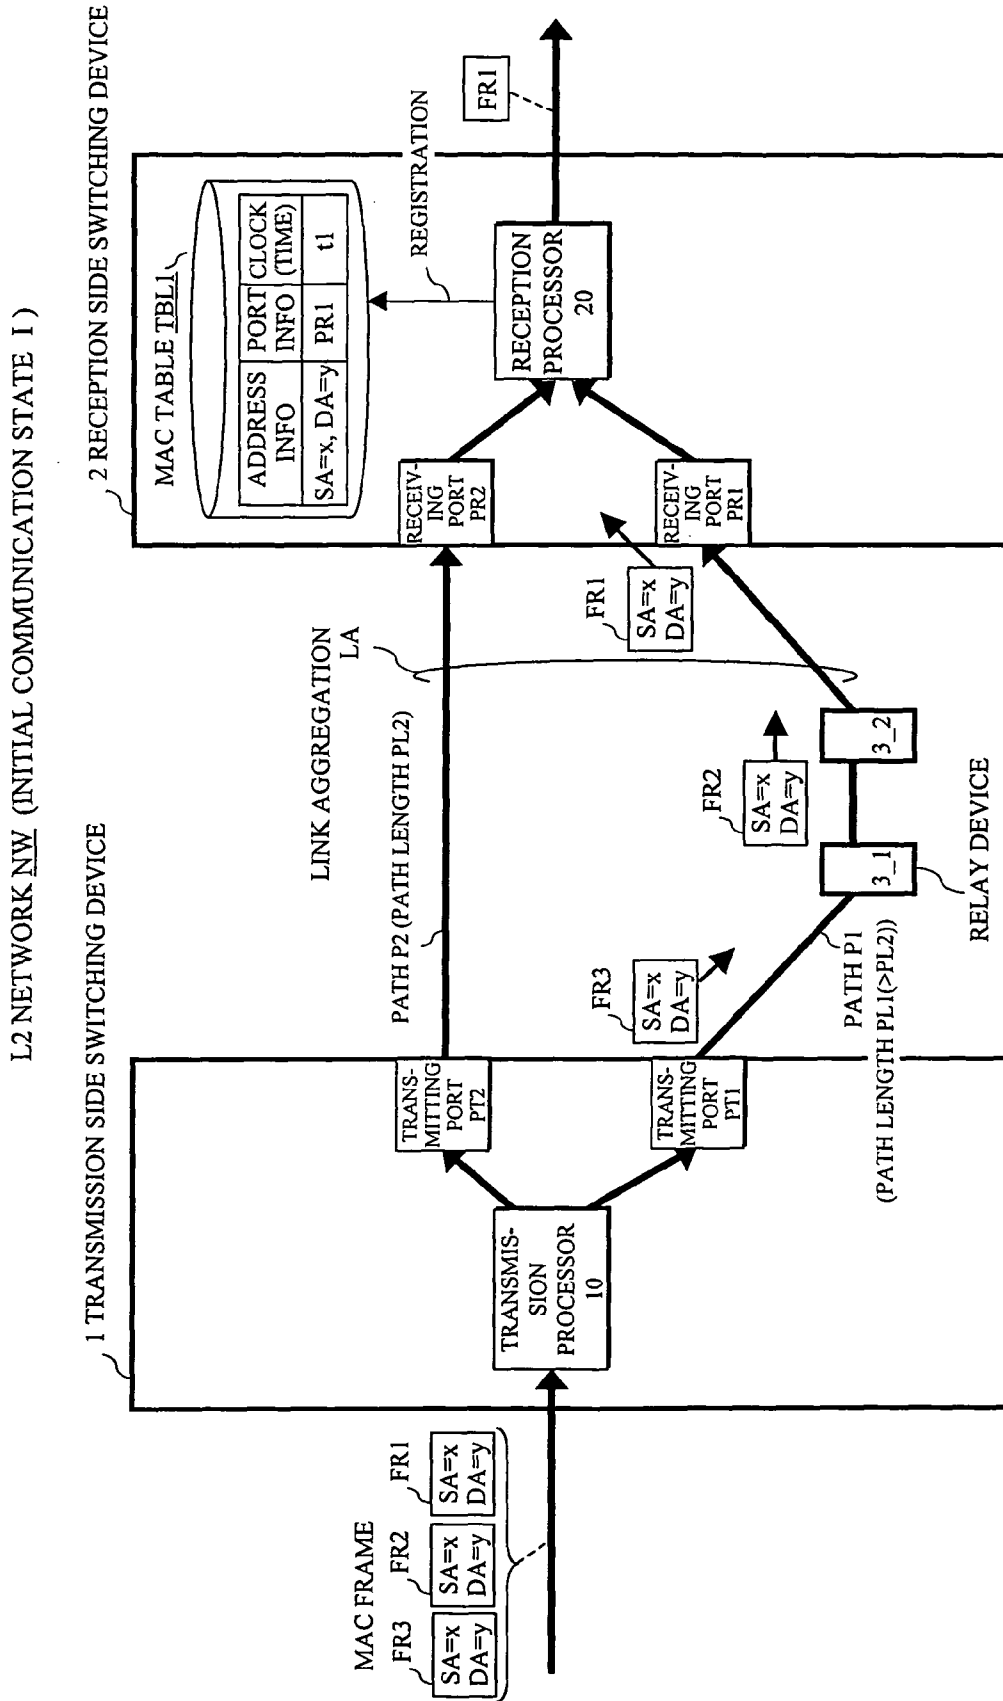 L2 NETWORK NW (INITIAL COMMUNICATION STATE I)
1 TRANSMISSION SIDE SWITCHING DEVICE
2 RECEPTION SIDE SWITCHING DEVICE
MAC FRAME
FR3
FR2
FR1
SA=x
DA=y
SA=x
DA=y
SA=x
DA=y
TRANSMIS-
SION
PROCESSOR
10
TRANS-
MITTING
PORT
PT2
TRANS-
MITTING
PORT
PT1
PATH P2 (PATH LENGTH PL2)
LINK AGGREGATION
LA
FR3
SA=x
DA=y
PATH P1
(PATH LENGTH PL1(>PL2))
FR2
SA=x
DA=y
3_1
3_2
RELAY DEVICE
FR1
SA=x
DA=y
RECEIV-
ING
PORT
PR2
RECEIV-
ING
PORT
PR1
MAC TABLE TBL1
ADDRESS
INFO
PORT
INFO
CLOCK
(TIME)
SA=x, DA=y
PR1
t1
RECEPTION
PROCESSOR
20
REGISTRATION
FR1